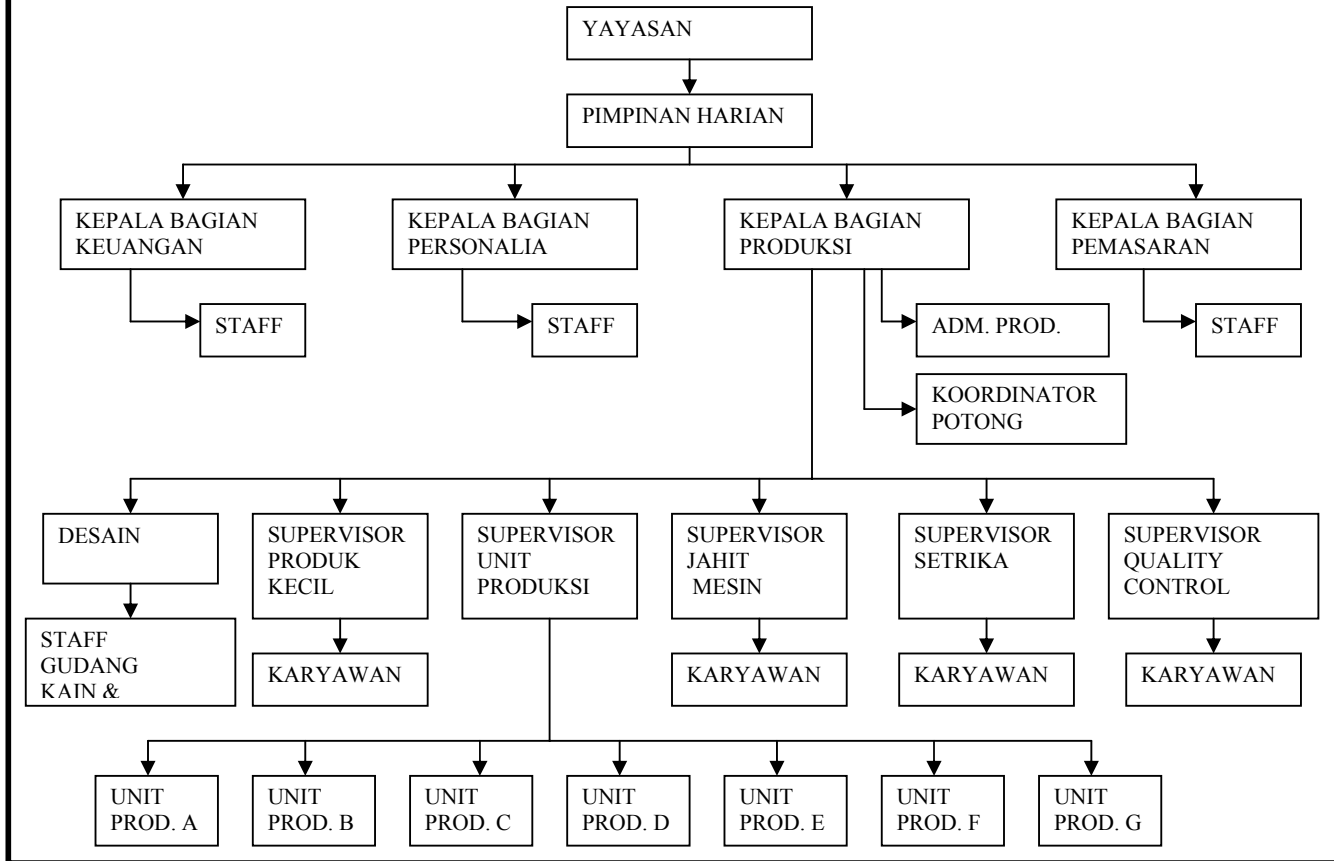 YAYASAN
PIMPINAN HARIAN
KEPALA BAGIAN
KEUANGAN
KEPALA BAGIAN
PERSONALIA
KEPALA BAGIAN
PRODUKSI
KEPALA BAGIAN
PEMASARAN
STAFF
STAFF
ADM. PROD.
STAFF
KOORDINATOR
POTONG
DESAIN
SUPERVISOR
PRODUK
KECIL
SUPERVISOR
UNIT
PRODUKSI
SUPERVISOR
JAHIT
MESIN
SUPERVISOR
SETRIKA
SUPERVISOR
QUALITY
CONTROL
STAFF
GUDANG
KAIN &
KARYAWAN
KARYAWAN
KARYAWAN
KARYAWAN
UNIT
PROD. A
UNIT
PROD. B
UNIT
PROD. C
UNIT
PROD. D
UNIT
PROD. E
UNIT
PROD. F
UNIT
PROD. G